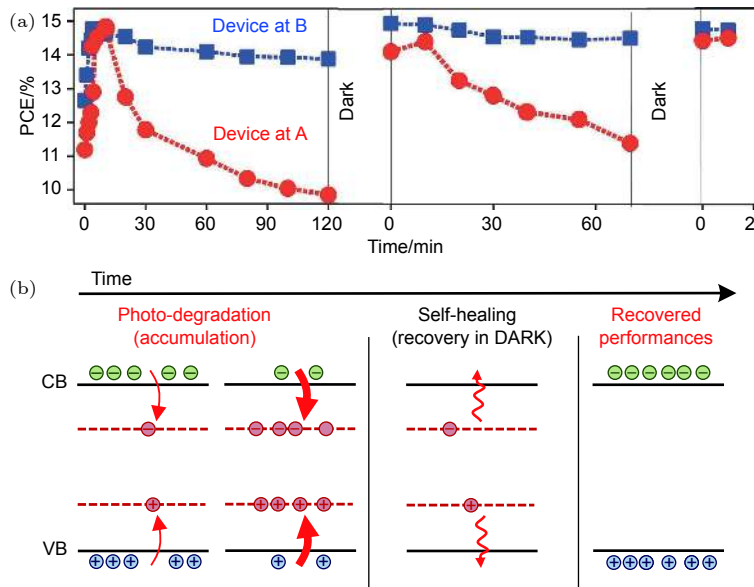 (a)
15
14
13
12
11
10
PCE/%
Device at B
Device at A
Dark
Dark
0 30 60 90 120 0 30 60 0 2
Time/min
(b)
Time
Photo-degradation
(accumulation)
Self-healing
(recovery in DARK)
Recovered
performances
CB
VB